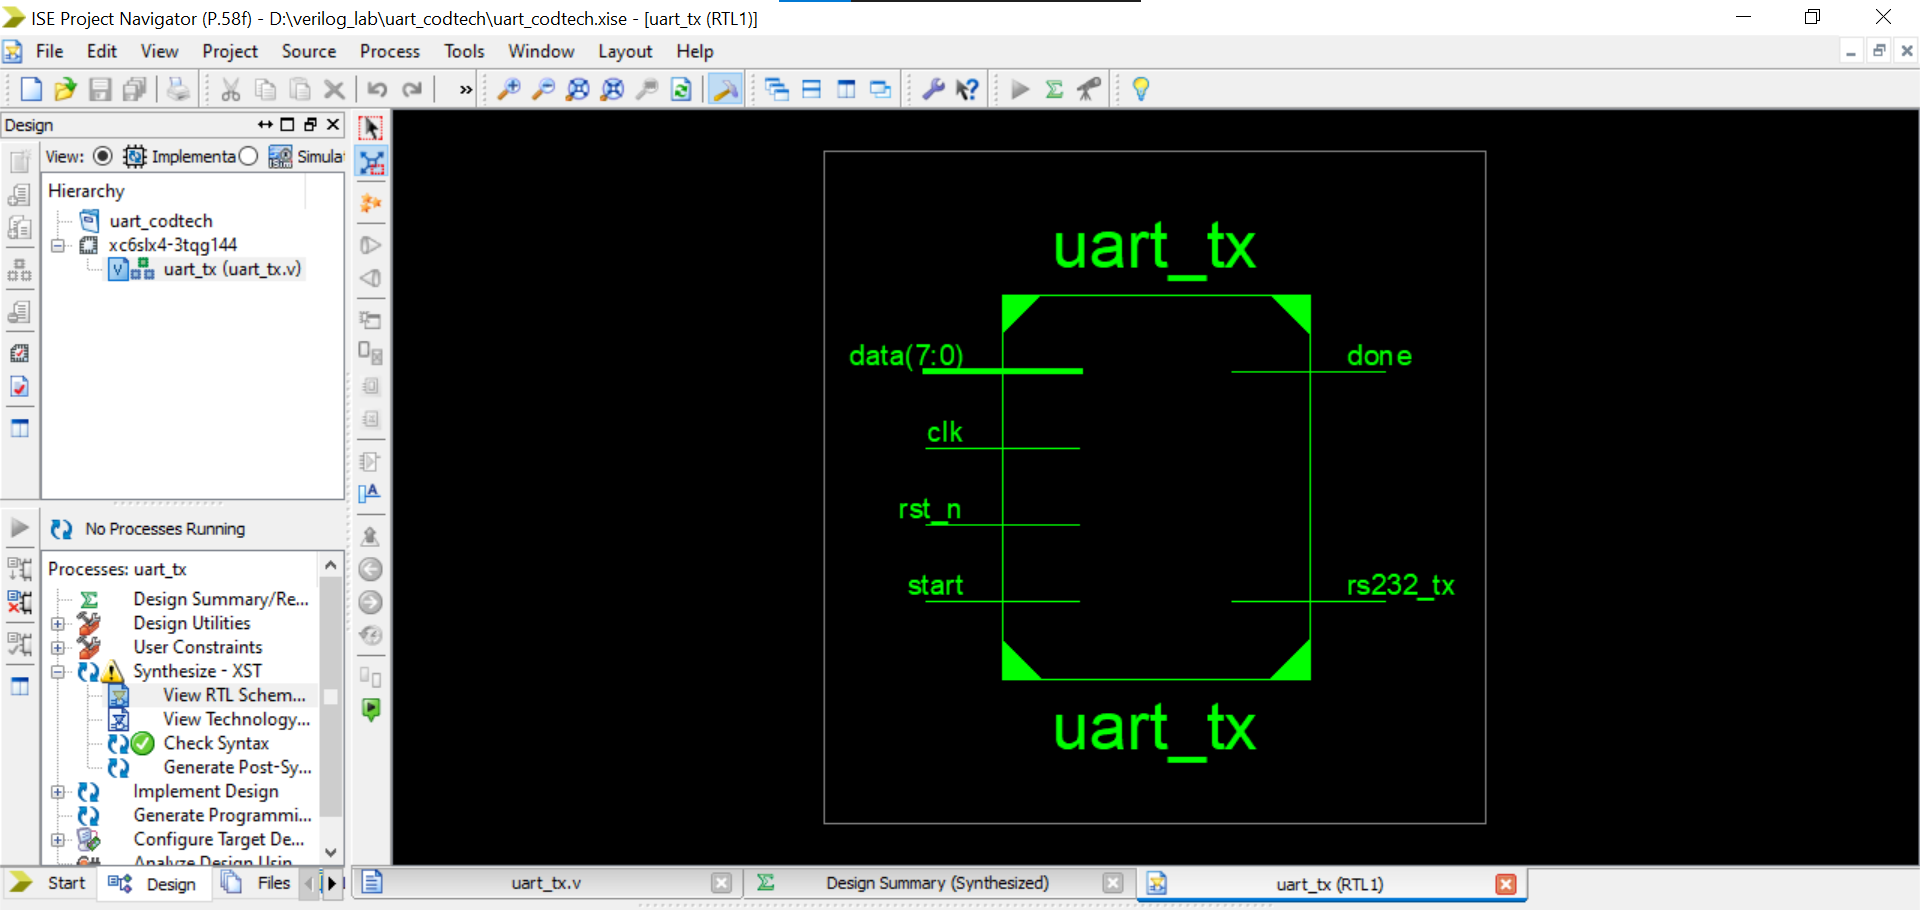 ISE Project Navigator (P.58f) - D:\verilog_lab\uart_codtech\uart_codtech.xise - [uart_tx (RTL1)]
File Edit View Project Source Process Tools Window Layout Help
Design
View: Implementa Simula
Hierarchy
uart_codtech
xc6slx4-3tqg144
uart_tx (uart_tx.v)
No Processes Running
Processes: uart_tx
Design Summary/Re...
Design Utilities
User Constraints
Synthesize - XST
View RTL Schem...
View Technology...
Check Syntax
Generate Post-Sy...
Implement Design
Generate Programmi...
Configure Target De...
Analyze Design Usin
Start Design Files
uart_tx
data(7:0) done
clk
rst_n
start rs232_tx
uart_tx
uart_tx.v Design Summary (Synthesized) uart_tx (RTL1)